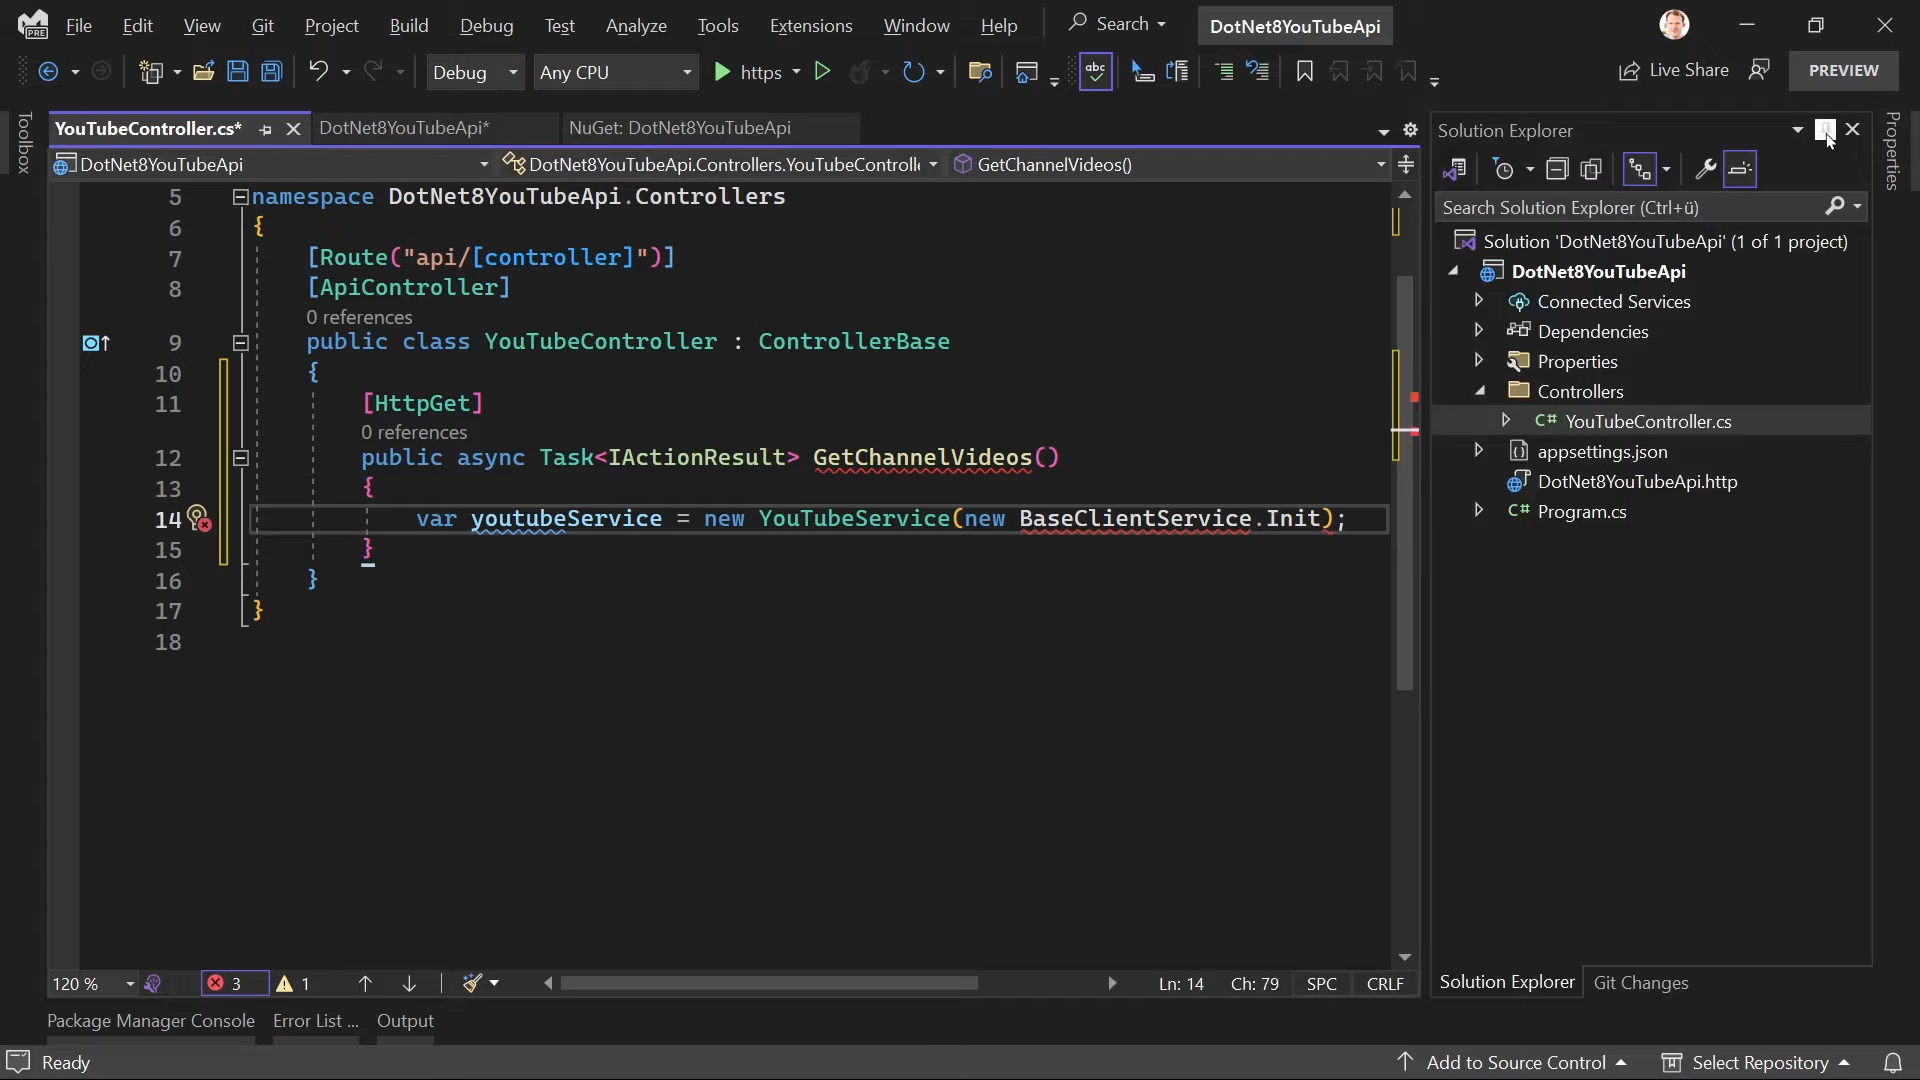 File Edit View Git Project Build Debug Test Analyze Tools Extensions Window Help Search DotNet8YouTubeApi
PRE
Debug Any CPU https abc Live Share PREVIEW
Toolbox
YouTubeController.cs* DotNet8YouTubeApi* NuGet: DotNet8YouTubeApi
DotNet8YouTubeApi DotNet8YouTubeApi.Controllers.YouTubeControlle GetChannelVideos()
5 namespace DotNet8YouTubeApi.Controllers
6 {
7 [Route("api/[controller]")]
8 [ApiController]
0 references
9 public class YouTubeController : ControllerBase
10 {
11 [HttpGet]
0 references
12 public async Task<IActionResult> GetChannelVideos()
13 {
14 var youtubeService = new YouTubeService(new BaseClientService.Init);
15 }
16 }
17 }
18
120 % 3 1 Ln: 14 Ch: 79 SPC CRLF
Solution Explorer
Search Solution Explorer (Ctrl+ü)
Solution 'DotNet8YouTubeApi' (1 of 1 project)
DotNet8YouTubeApi
Connected Services
Dependencies
Properties
Controllers
C# YouTubeController.cs
appsettings.json
DotNet8YouTubeApi.http
C# Program.cs
Solution Explorer Git Changes
Properties
Package Manager Console Error List ... Output
Ready Add to Source Control Select Repository